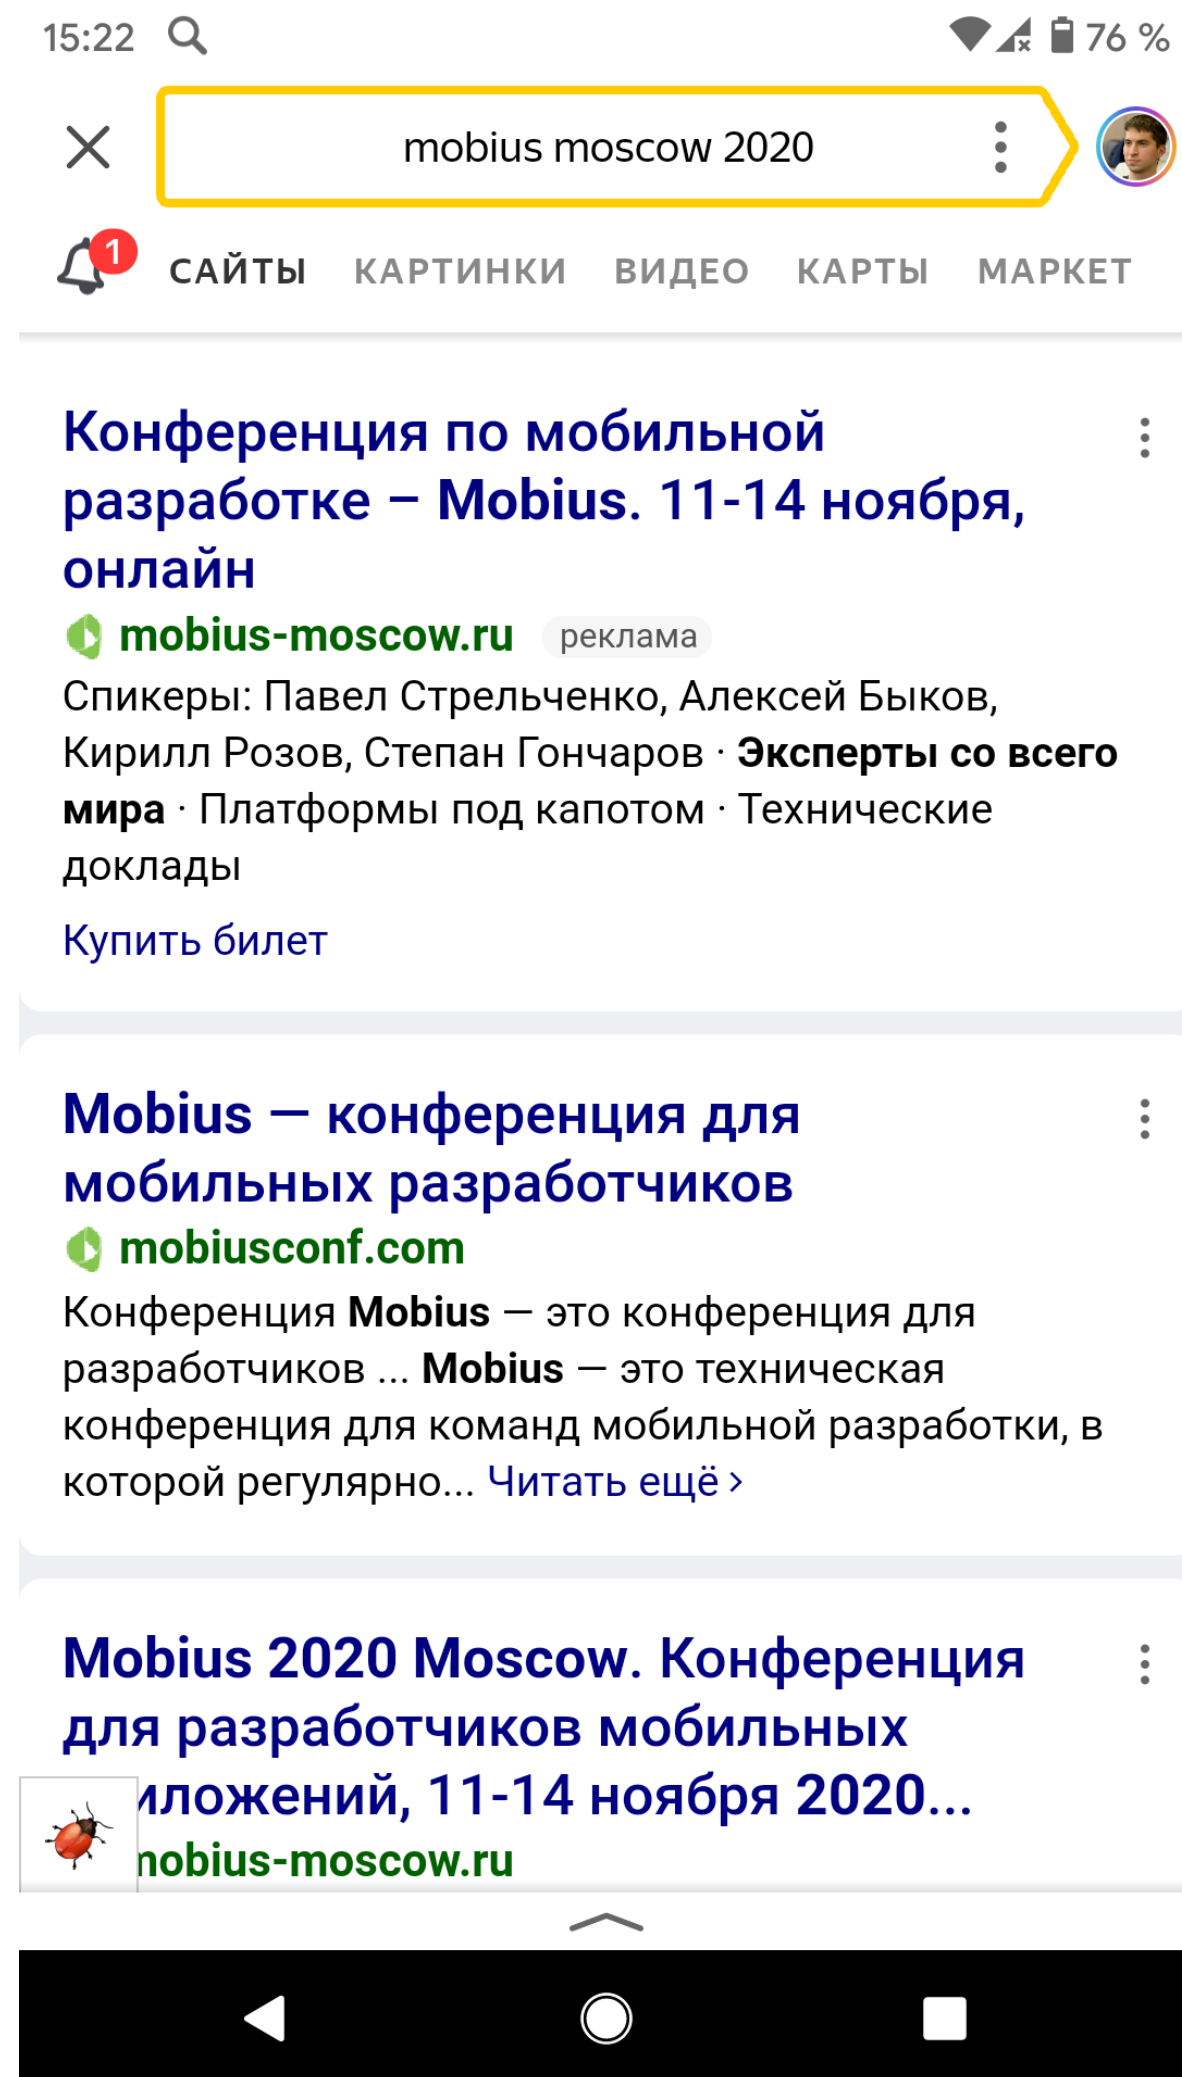 15:22
76 %
mobius moscow 2020
1
САЙТЫ КАРТИНКИ ВИДЕО КАРТЫ МАРКЕТ
Конференция по мобильной
разработке – Mobius. 11-14 ноября,
онлайн
mobius-moscow.ru реклама
Спикеры: Павел Стрельченко, Алексей Быков,
Кирилл Розов, Степан Гончаров · Эксперты со всего
мира · Платформы под капотом · Технические
доклады
Купить билет
Mobius — конференция для
мобильных разработчиков
mobiusconf.com
Конференция Mobius — это конференция для
разработчиков ... Mobius — это техническая
конференция для команд мобильной разработки, в
которой регулярно... Читать ещё ›
Mobius 2020 Moscow. Конференция
для разработчиков мобильных
иложений, 11-14 ноября 2020...
mobius-moscow.ru